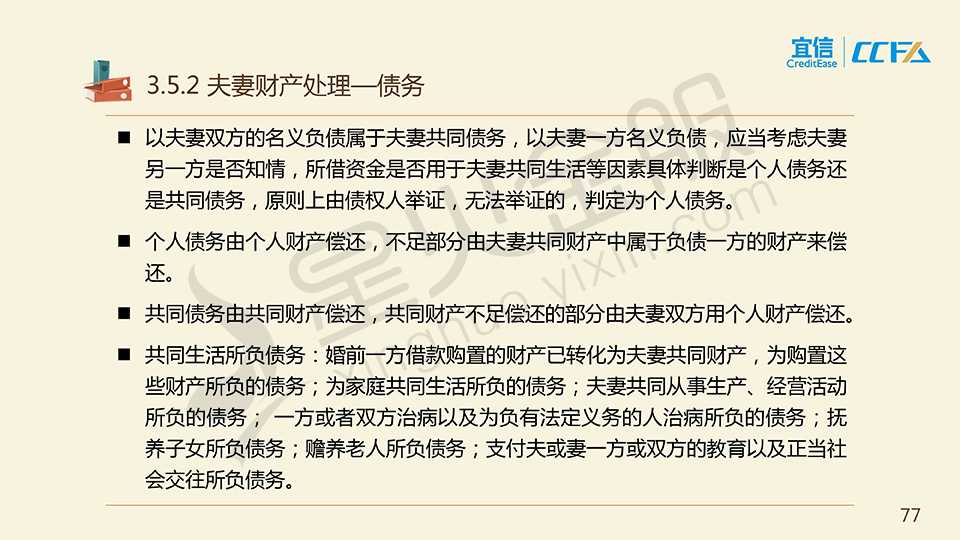 宜信
CreditEase
CCFA
3.5.2 夫妻财产处理—债务
■ 以夫妻双方的名义负债属于夫妻共同债务，以夫妻一方名义负债，应当考虑夫妻
另一方是否知情，所借资金是否用于夫妻共同生活等因素具体判断是个人债务还
是共同债务，原则上由债权人举证，无法举证的，判定为个人债务。
■ 个人债务由个人财产偿还，不足部分由夫妻共同财产中属于负债一方的财产来偿
还。
■ 共同债务由共同财产偿还，共同财产不足偿还的部分由夫妻双方用个人财产偿还。
■ 共同生活所负债务：婚前一方借款购置的财产已转化为夫妻共同财产，为购置这
些财产所负的债务；为家庭共同生活所负的债务；夫妻共同从事生产、经营活动
所负的债务； 一方或者双方治病以及为负有法定义务的人治病所负的债务；抚
养子女所负债务；赡养老人所负债务；支付夫或妻一方或双方的教育以及正当社
会交往所负债务。
星火金服
xinghuo.yixin.com
77